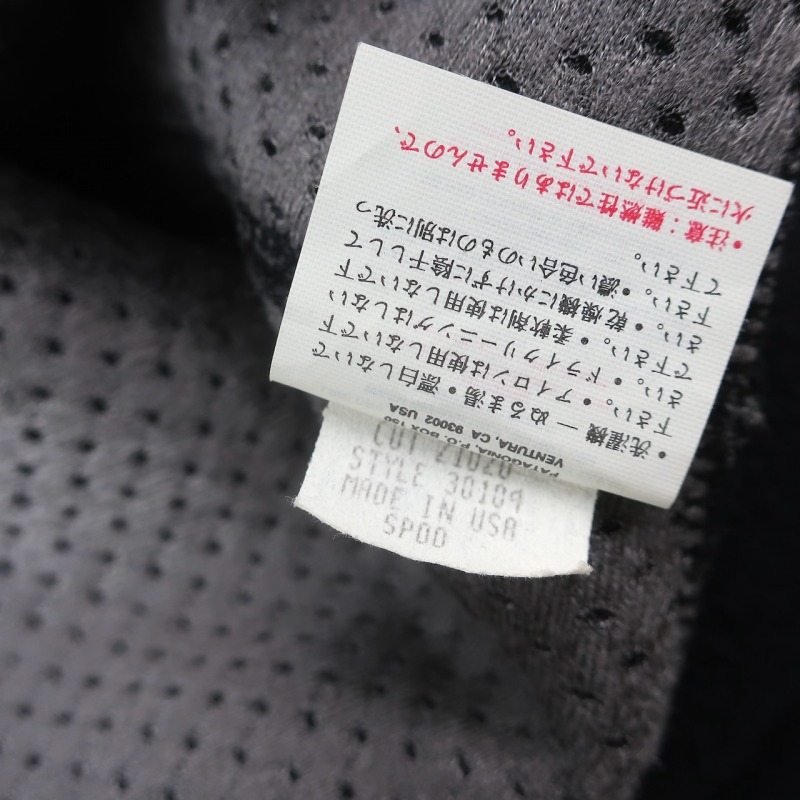 • 洗濯機 — ぬるま湯 • 漂白しないで
下さい。• アイロンは使用しないで下
さい。• ドライクリーニングはしない
で下さい。• 柔軟剤は使用しないで下
さい。• 乾燥機にかけずに陰干しして
下さい。• 濃い色合いのものは別に洗っ
て下さい。
• 注意：難燃性ではありませんので、
火に近づけないで下さい。
PATAGONIA, P.O. BOX 150
VENTURA, CA 93002 USA
CUT 21020
STYLE 30109
MADE IN USA
SPOD